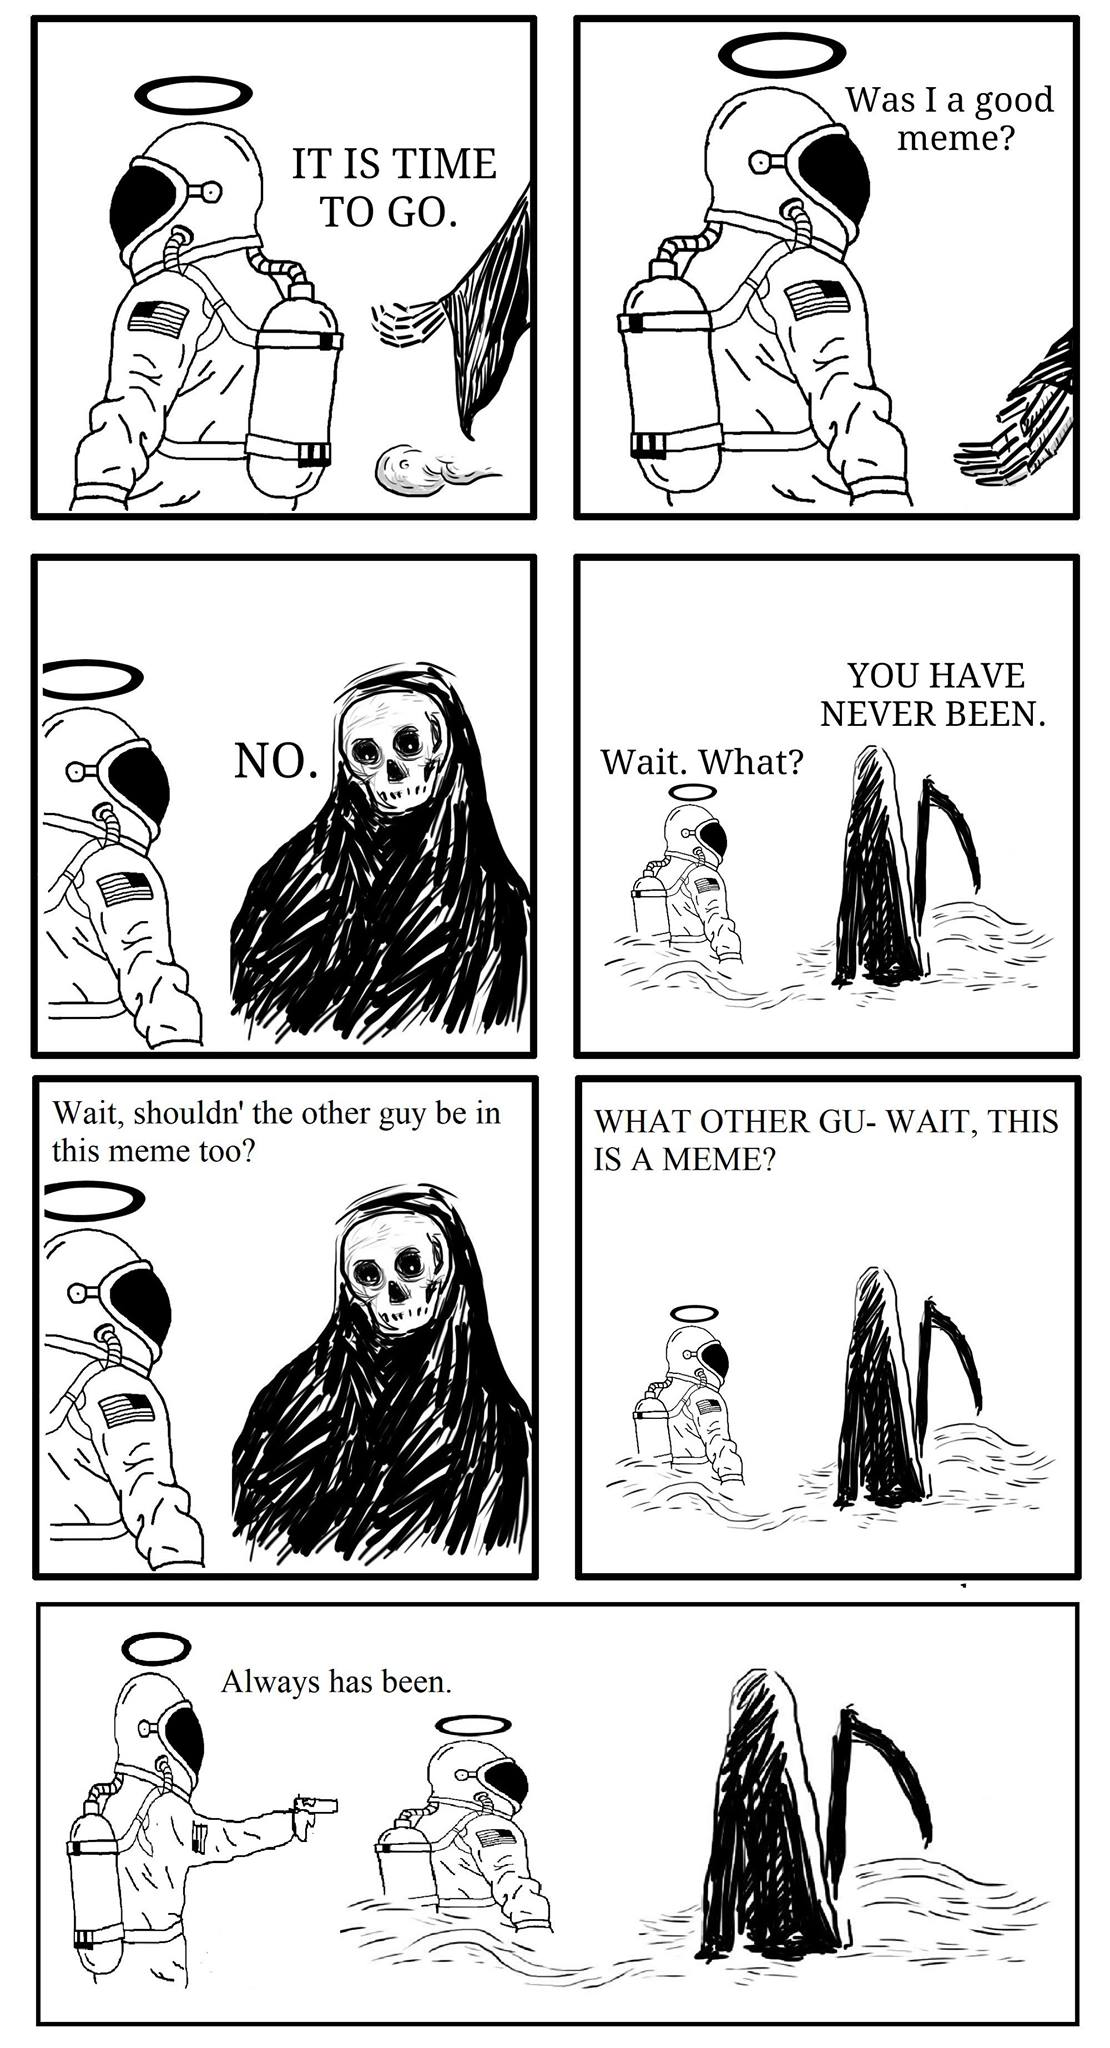 IT IS TIME
TO GO.
Was I a good
meme?
NO.
YOU HAVE
NEVER BEEN.
Wait. What?
Wait, shouldn' the other guy be in
this meme too?
WHAT OTHER GU- WAIT, THIS
IS A MEME?
Always has been.